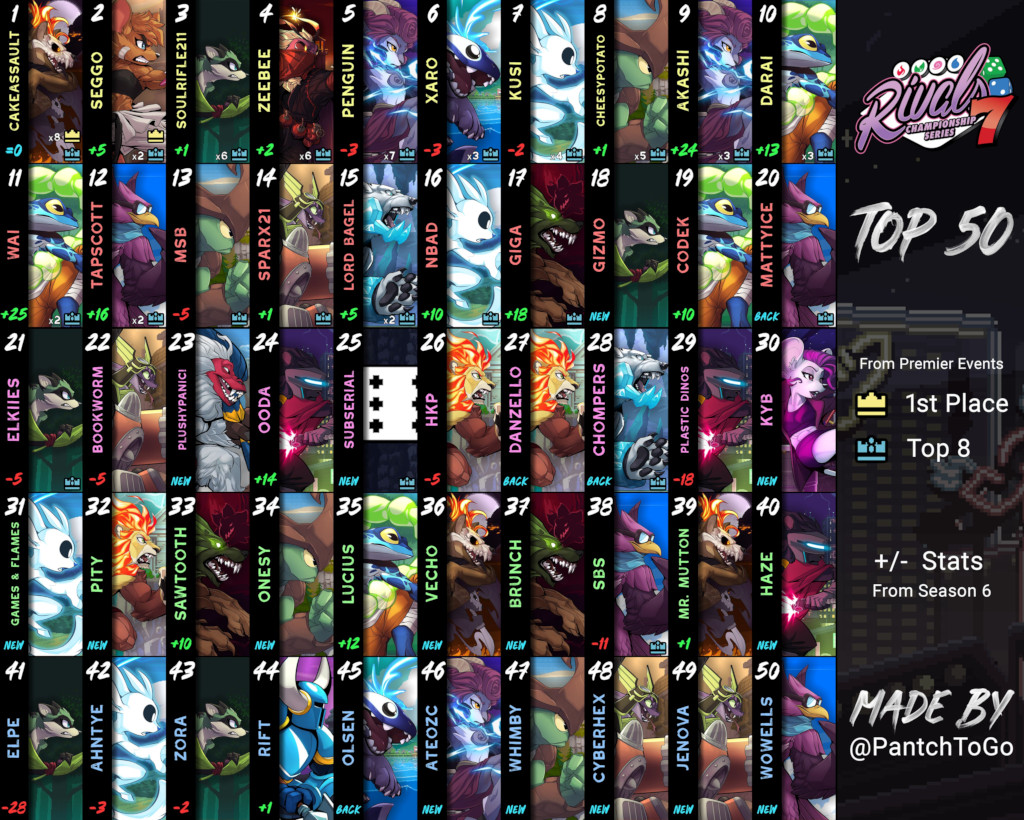 1
CAKEASSAULT
=0
x8
2
SEGGO
+5
x2
3
SOULRIFLE211
+1
x6
4
ZEEBEE
+2
x6
5
PENGUIN
-3
x7
6
XARO
-3
x3
7
KUSI
-2
x4
8
CHEESYPOTATO
+1
x5
9
AKASHI
+24
x3
10
DARAI
+13
x3
11
WAI
+25
x2
12
TAPSCOTT
+16
x3
13
MSB
-5
14
SPARX21
+1
15
LORD BAGEL
+5
x2
16
NBAD
+10
17
GIGA
+18
18
GIZMO
NEW
19
CODEK
+10
20
MATTYICE
BACK
21
ELKIIES
-5
22
BOOKWORM
-5
23
PLUSHYPANIC!
NEW
24
OODA
+14
25
SUBSERIAL
NEW
26
HKP
-5
27
DANZELLO
BACK
28
CHOMPERS
BACK
29
PLASTIC DINOS
-18
30
KYB
NEW
31
GAMES & FLAMES
NEW
32
PITY
NEW
33
SAWTOOTH
+10
34
ONESY
NEW
35
LUCIUS
+12
36
VECHO
NEW
37
BRUNCH
NEW
38
SBS
-11
39
MR. MUTTON
+1
40
HAZE
NEW
41
ELPE
-28
42
AHNTYE
-3
43
ZORA
-2
44
RIFT
+1
45
OLSEN
BACK
46
ATEOZC
NEW
47
WHIMBY
NEW
48
CYBERHEX
NEW
49
JENOVA
NEW
50
WOWELLS
NEW
Rivals
CHAMPIONSHIP
SERIES
7
TOP 50
From Premier Events
1st Place
Top 8
+/- Stats
From Season 6
MADE BY
@PantchToGo